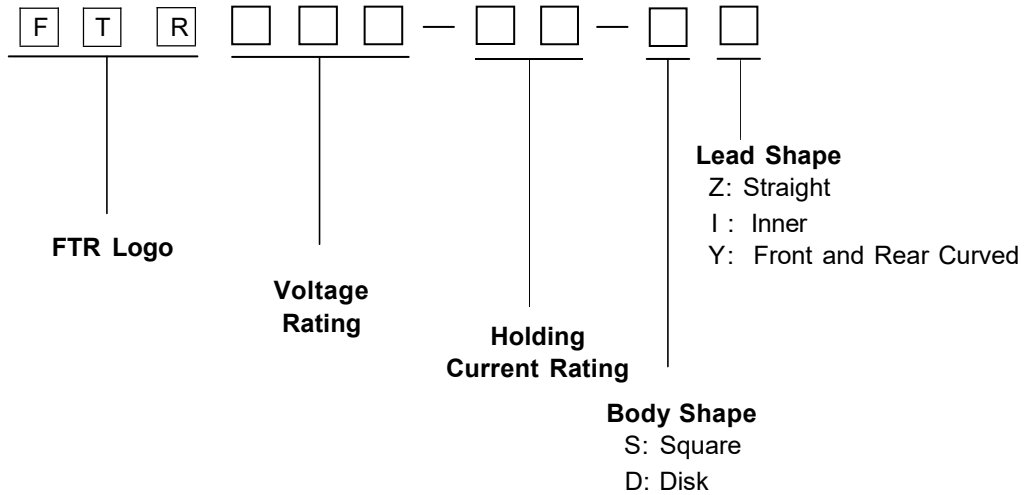 F T R — —
Lead Shape
Z: Straight
I : Inner
Y: Front and Rear Curved
FTR Logo
Voltage
Rating
Holding
Current Rating
Body Shape
S: Square
D: Disk